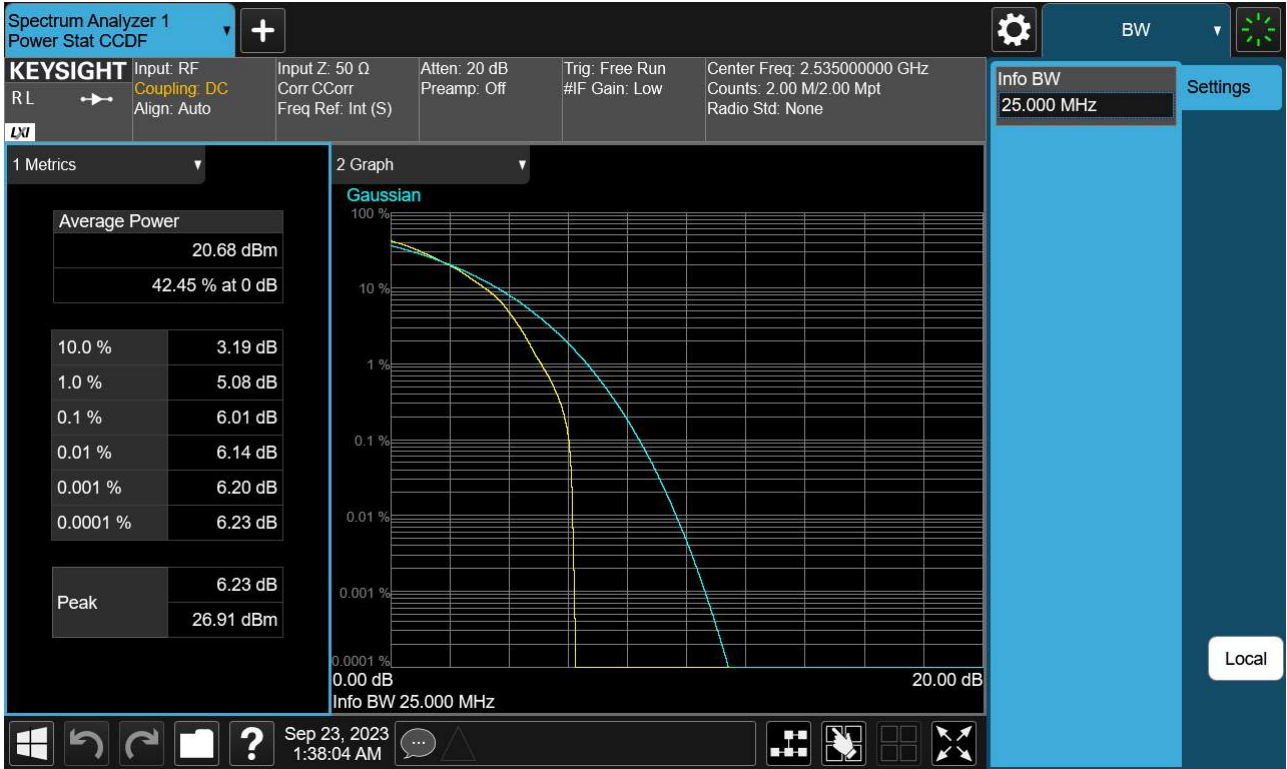 Spectrum Analyzer 1
Power Stat CCDF
BW
KEYSIGHT
R L
LXI
Input: RF
Coupling: DC
Align: Auto
Input Z: 50 Ω
Corr CCorr
Freq Ref: Int (S)
Atten: 20 dB
Preamp: Off
Trig: Free Run
#IF Gain: Low
Center Freq: 2.535000000 GHz
Counts: 2.00 M/2.00 Mpt
Radio Std: None
Info BW
25.000 MHz
Settings
1 Metrics
Average Power
20.68 dBm
42.45 % at 0 dB
10.0 % 3.19 dB
1.0 % 5.08 dB
0.1 % 6.01 dB
0.01 % 6.14 dB
0.001 % 6.20 dB
0.0001 % 6.23 dB
Peak
6.23 dB
26.91 dBm
2 Graph
Gaussian
100 %
10 %
1 %
0.1 %
0.01 %
0.001 %
0.0001 %
0.00 dB 20.00 dB
Info BW 25.000 MHz
Local
?
Sep 23, 2023
1:38:04 AM